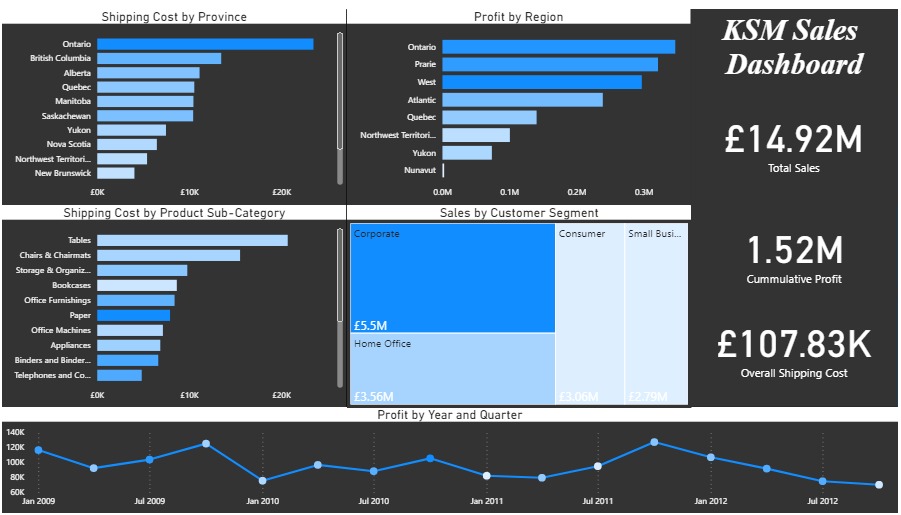 Shipping Cost by Province
Ontario
British Columbia
Alberta
Quebec
Manitoba
Saskachewan
Yukon
Nova Scotia
Northwest Territori...
New Brunswick
£0K £10K £20K
Profit by Region
Ontario
Prarie
West
Atlantic
Quebec
Northwest Territori...
Yukon
Nunavut
0.0M 0.1M 0.2M 0.3M
KSM Sales
Dashboard
£14.92M
Total Sales
1.52M
Cummulative Profit
£107.83K
Overall Shipping Cost
Shipping Cost by Product Sub-Category
Tables
Chairs & Chairmats
Storage & Organiz...
Bookcases
Office Furnishings
Paper
Office Machines
Appliances
Binders and Binder...
Telephones and Co...
£0K £10K £20K
Sales by Customer Segment
Corporate
£5.5M
Home Office
£3.56M
Consumer
£3.06M
Small Busi...
£2.79M
Profit by Year and Quarter
140K
120K
100K
80K
60K
Jan 2009 Jul 2009 Jan 2010 Jul 2010 Jan 2011 Jul 2011 Jan 2012 Jul 2012